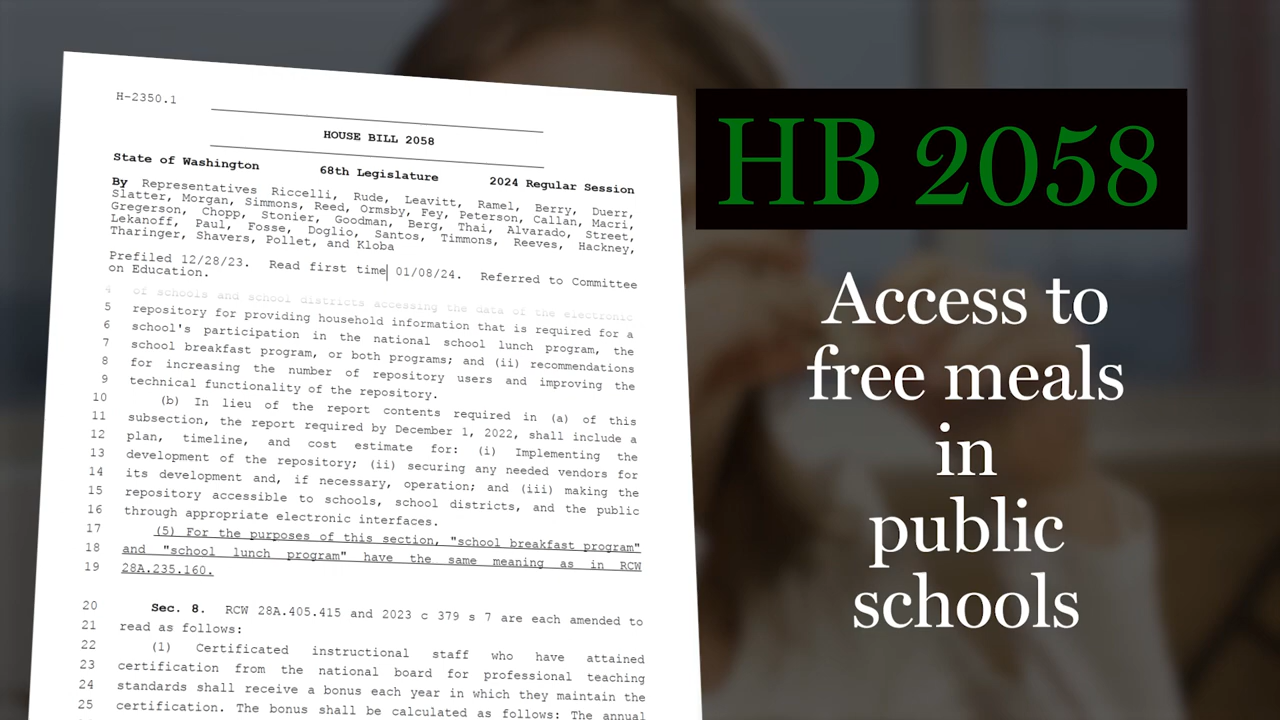 H-2350.1
HOUSE BILL 2058
State of Washington 68th Legislature 2024 Regular Session
By Representatives Riccelli, Rude, Leavitt, Ramel, Berry, Duerr,
Slatter, Morgan, Simmons, Reed, Ormsby, Fey, Peterson, Callan, Macri,
Gregerson, Chopp, Stonier, Goodman, Berg, Thai, Alvarado, Street,
Lekanoff, Paul, Fosse, Doglio, Santos, Timmons, Reeves, Hackney,
Tharinger, Shavers, Pollet, and Kloba
Prefiled 12/28/23. Read first time 01/08/24. Referred to Committee
on Education.
4 of schools and school districts accessing the data of the electronic
5 repository for providing household information that is required for a
6 school's participation in the national school lunch program, the
7 school breakfast program, or both programs; and (ii) recommendations
8 for increasing the number of repository users and improving the
9 technical functionality of the repository.
10 (b) In lieu of the report contents required in (a) of this
11 subsection, the report required by December 1, 2022, shall include a
12 plan, timeline, and cost estimate for: (i) Implementing the
13 development of the repository; (ii) securing any needed vendors for
14 its development and, if necessary, operation; and (iii) making the
15 repository accessible to schools, school districts, and the public
16 through appropriate electronic interfaces.
17 (5) For the purposes of this section, "school breakfast program"
18 and "school lunch program" have the same meaning as in RCW
19 28A.235.160.
20 Sec. 8. RCW 28A.405.415 and 2023 c 379 s 7 are each amended to
21 read as follows:
22 (1) Certificated instructional staff who have attained
23 certification from the national board for professional teaching
24 standards shall receive a bonus each year in which they maintain the
25 certification. The bonus shall be calculated as follows: The annual
HB 2058
Access to
free meals
in
public
schools